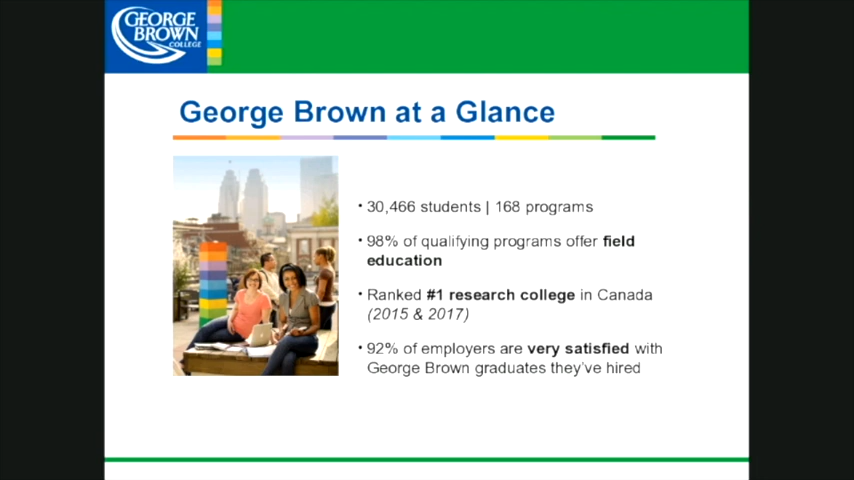 GEORGE
BROWN
COLLEGE
George Brown at a Glance
• 30,466 students | 168 programs
• 98% of qualifying programs offer field
education
• Ranked #1 research college in Canada
(2015 & 2017)
• 92% of employers are very satisfied with
George Brown graduates they've hired